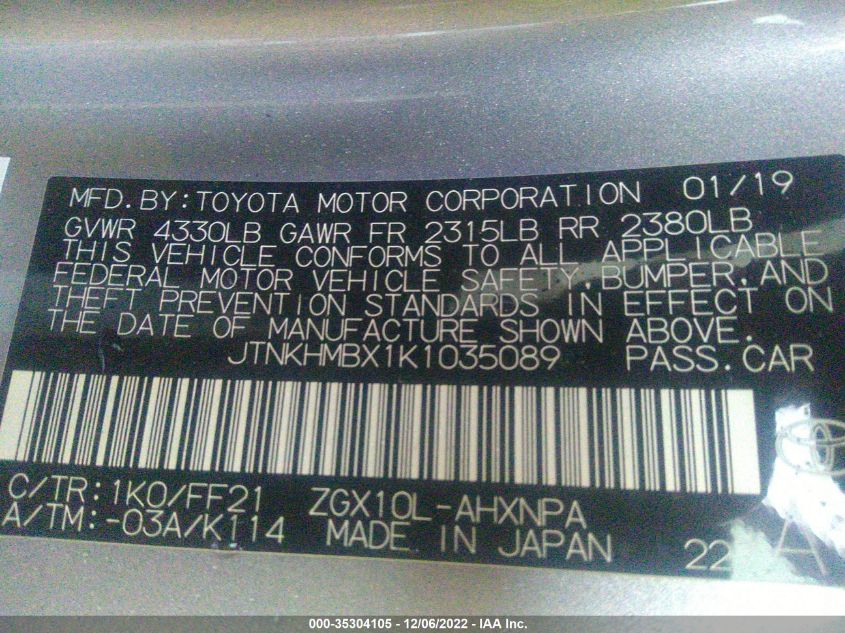 MFD.BY:TOYOTA MOTOR CORPORATION 01/19
GVWR 4330LB GAWR FR 2315LB RR 2380LB
THIS VEHICLE CONFORMS TO ALL APPLICABLE
FEDERAL MOTOR VEHICLE SAFETY,BUMPER,AND
THEFT PREVENTION STANDARDS IN EFFECT ON
THE DATE OF MANUFACTURE SHOWN ABOVE.
JTNKHMBX1K1035089 PASS.CAR
C/TR:1K0/FF21 ZGX10L-AHXNPA
A/TM:-03A/K114 MADE IN JAPAN 22
000-35304105 - 12/06/2022 - IAA Inc.